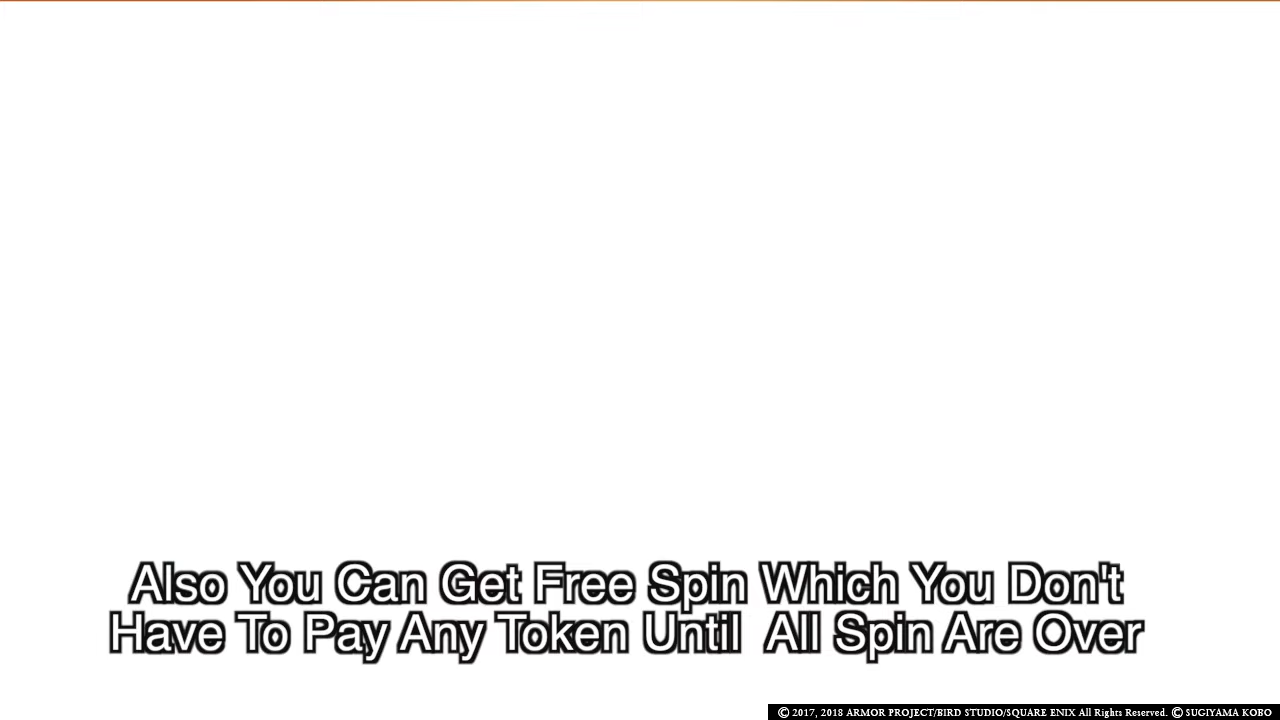 Also You Can Get Free Spin Which You Don't
Have To Pay Any Token Until  All Spin Are Over
© 2017, 2018 ARMOR PROJECT/BIRD STUDIO/SQUARE ENIX All Rights Reserved. © SUGIYAMA KOBO